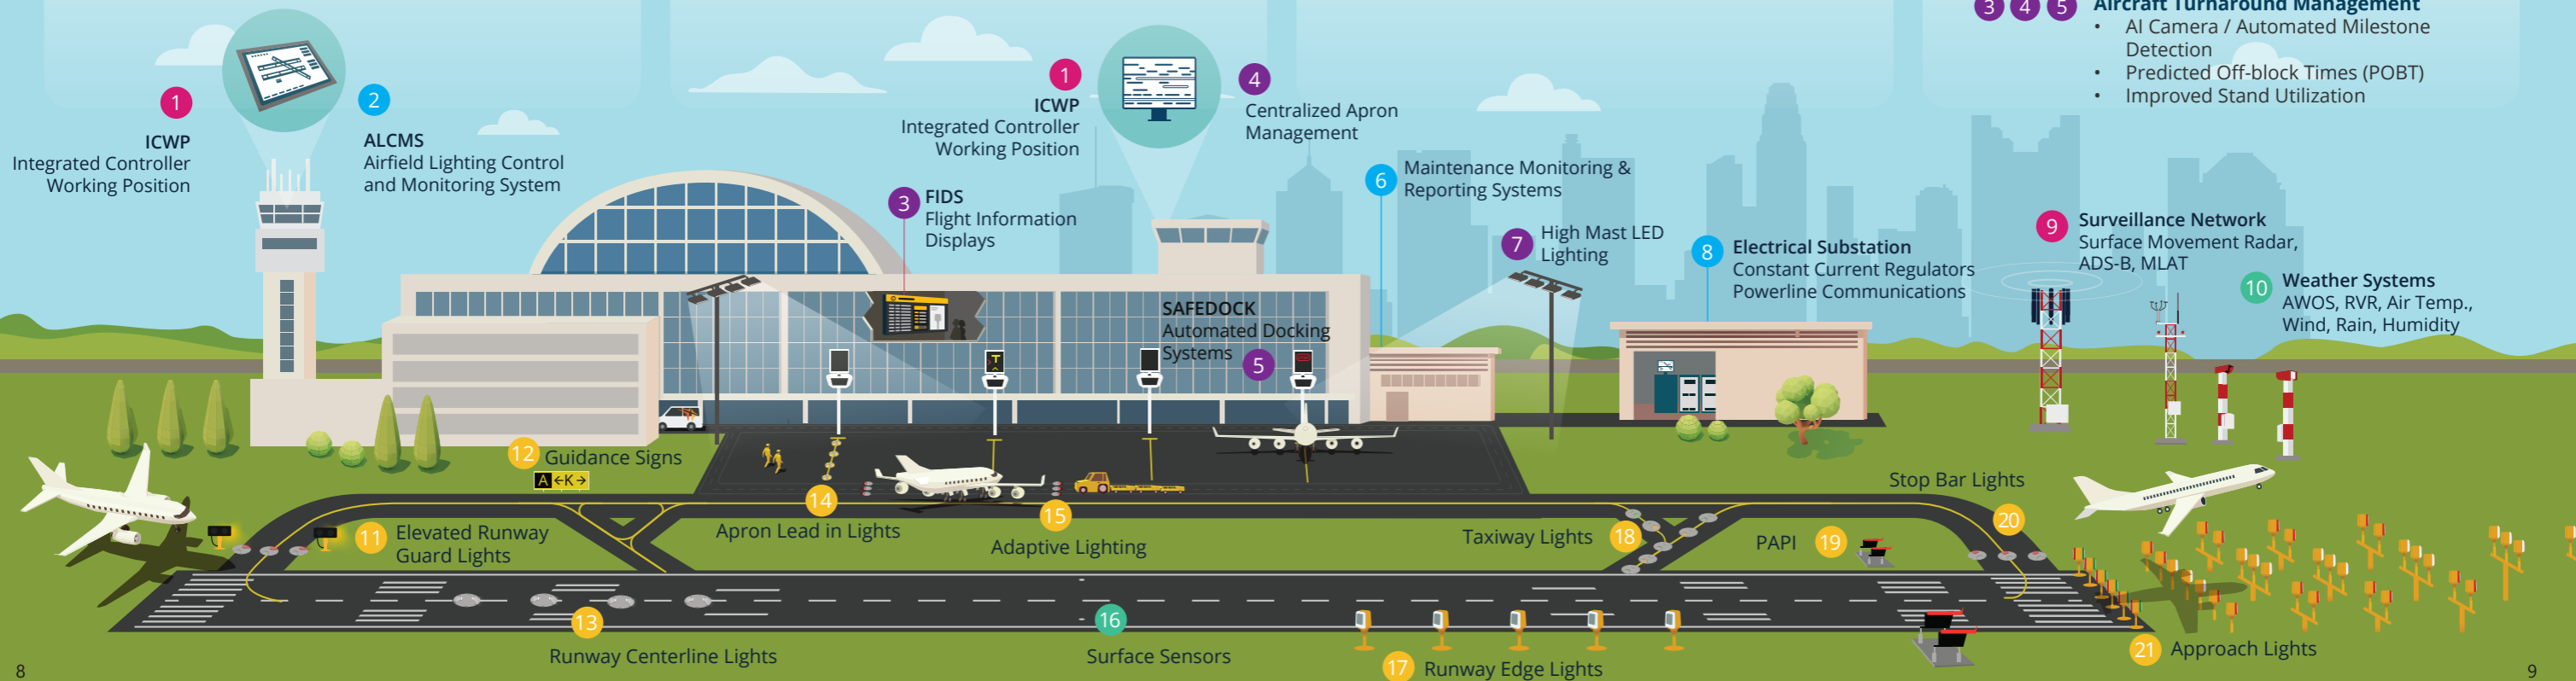 3 4 5 Aircraft Turnaround Management
• AI Camera / Automated Milestone
Detection
• Predicted Off-block Times (POBT)
• Improved Stand Utilization
1
ICWP
Integrated Controller
Working Position
2
ALCMS
Airfield Lighting Control
and Monitoring System
1
ICWP
Integrated Controller
Working Position
4
Centralized Apron
Management
3 FIDS
Flight Information
Displays
6 Maintenance Monitoring &
Reporting Systems
7 High Mast LED
Lighting
8 Electrical Substation
Constant Current Regulators
Powerline Communications
9 Surveillance Network
Surface Movement Radar,
ADS-B, MLAT
10 Weather Systems
AWOS, RVR, Air Temp.,
Wind, Rain, Humidity
SAFEDOCK
Automated Docking
Systems 5
T
12 Guidance Signs
A ←K→
11 Elevated Runway
Guard Lights
14
Apron Lead in Lights
15
Adaptive Lighting
Taxiway Lights 18
PAPI 19
Stop Bar Lights
20
13
Runway Centerline Lights
16
Surface Sensors
17 Runway Edge Lights
21 Approach Lights
8
9